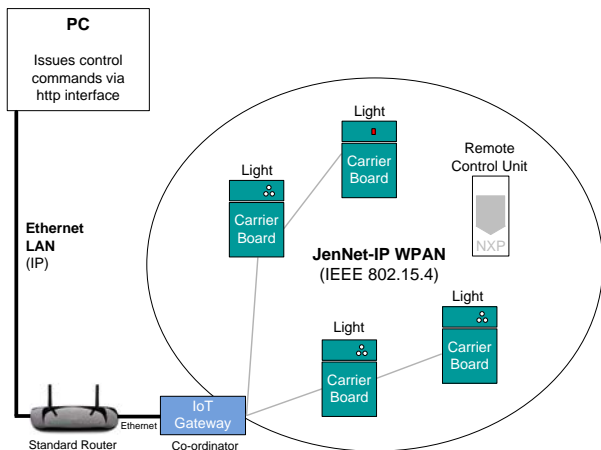 PC
Issues control
commands via
http interface
Light
Light
Carrier
Board
Carrier
Board
Remote
Control Unit
NXP
Ethernet
LAN
(IP)
JenNet-IP WPAN
(IEEE 802.15.4)
Light
Light
Carrier
Board
Carrier
Board
IoT
Gateway
Ethernet
Standard Router
Co-ordinator